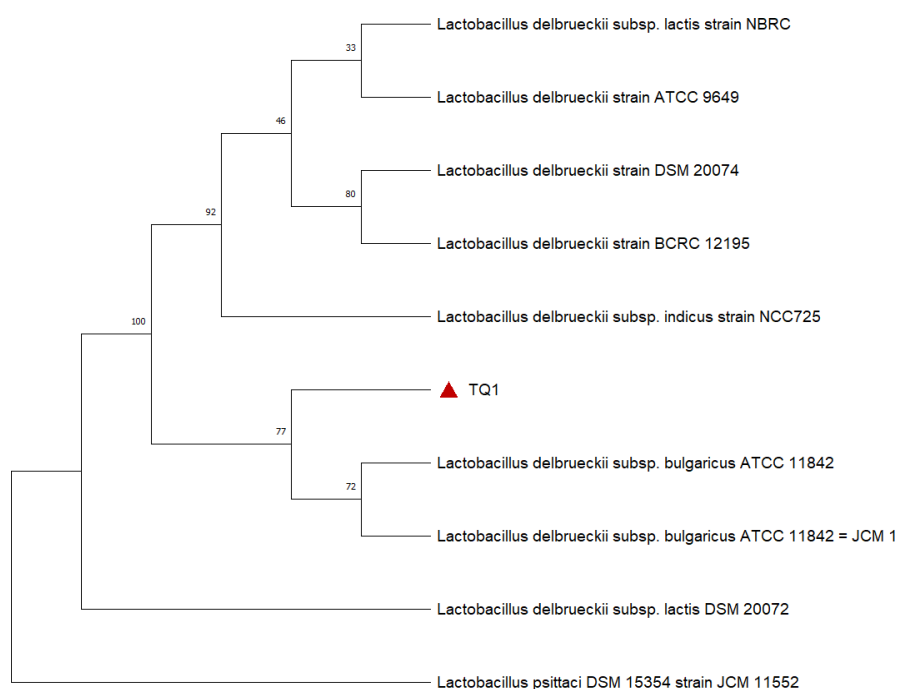 Lactobacillus delbrueckii subsp. lactis strain NBRC
33
Lactobacillus delbrueckii strain ATCC 9649
46
Lactobacillus delbrueckii strain DSM 20074
80
92
Lactobacillus delbrueckii strain BCRC 12195
Lactobacillus delbrueckii subsp. indicus strain NCC725
100
TQ1
77
Lactobacillus delbrueckii subsp. bulgaricus ATCC 11842
72
Lactobacillus delbrueckii subsp. bulgaricus ATCC 11842 = JCM 1
Lactobacillus delbrueckii subsp. lactis DSM 20072
Lactobacillus psittaci DSM 15354 strain JCM 11552